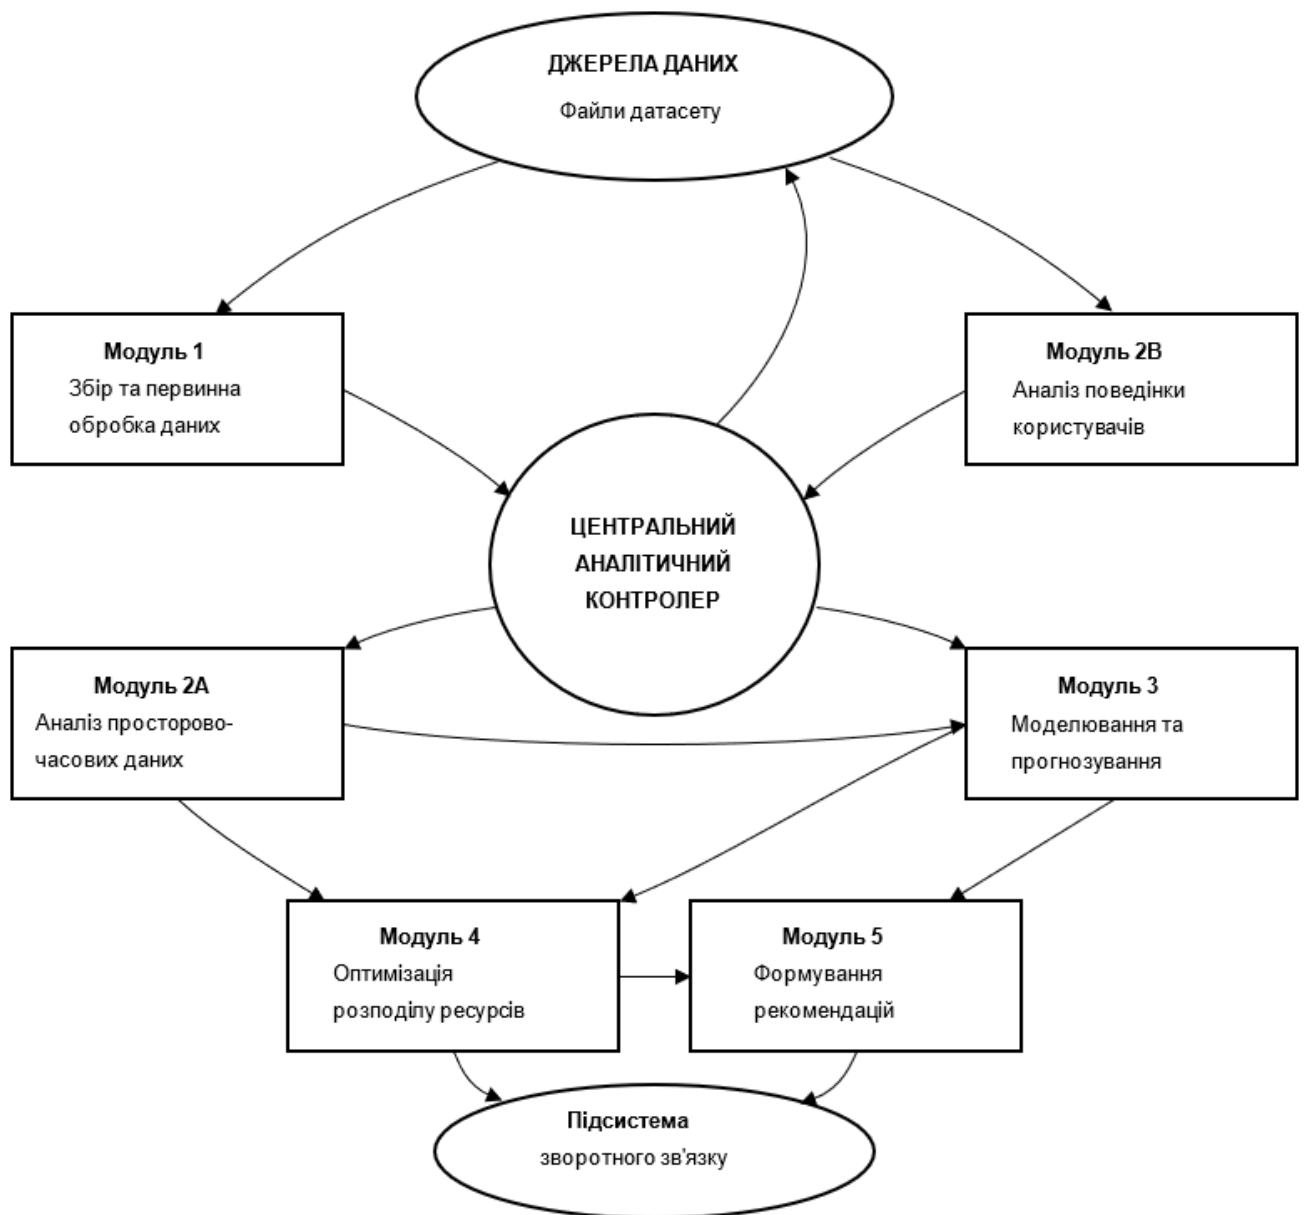 ДЖЕРЕЛА ДАНИХ
Файли датасету
Модуль 1
Збір та первинна
обробка даних
Модуль 2В
Аналіз поведінки
користувачів
ЦЕНТРАЛЬНИЙ
АНАЛІТИЧНИЙ
КОНТРОЛЕР
Модуль 2А
Аналіз просторово-
часових даних
Модуль 3
Моделювання та
прогнозування
Модуль 4
Оптимізація
розподілу ресурсів
Модуль 5
Формування
рекомендацій
Підсистема
зворотного зв'язку